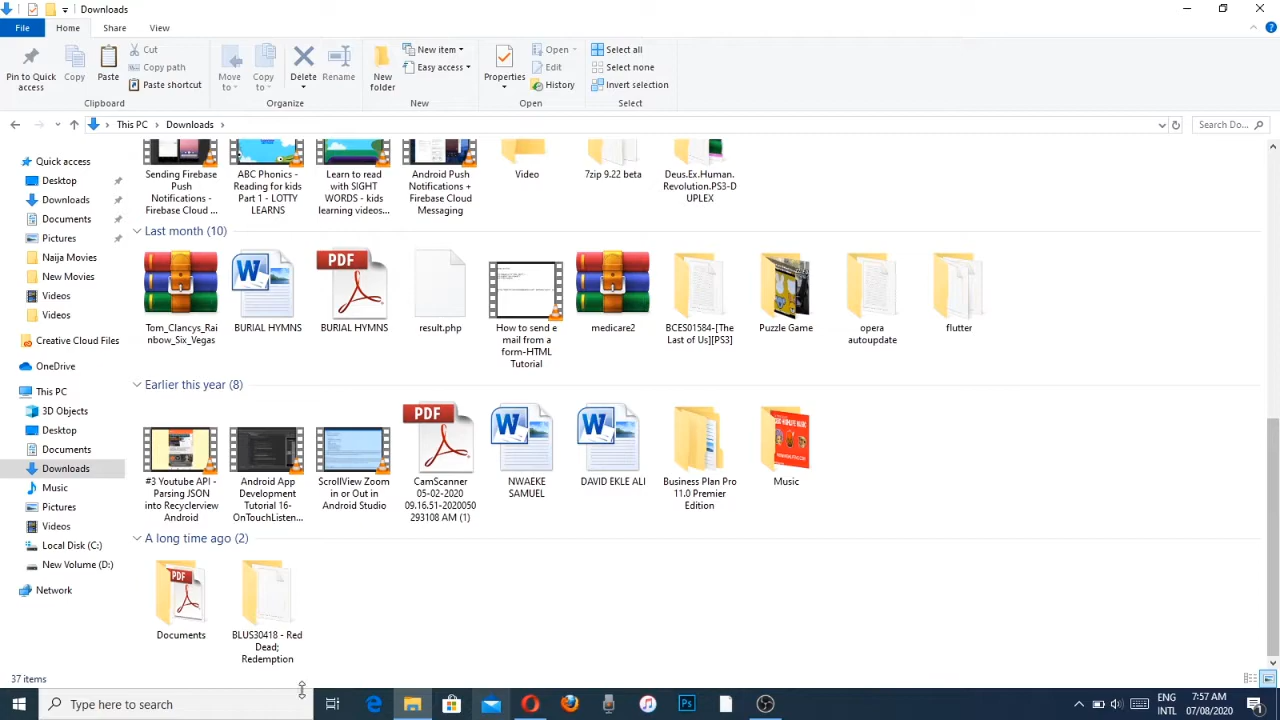 Downloads
File Home Share View
Pin to Quick access
Copy
Paste
Cut
Copy path
Paste shortcut
Move to
Copy to
Delete
Rename
New folder
New item
Easy access
Properties
Open
Edit
History
Select all
Select none
Invert selection
Clipboard Organize New Open Select
This PC Downloads
Search Do...
Quick access
Desktop
Downloads
Documents
Pictures
Naija Movies
New Movies
Videos
Videos
Creative Cloud Files
OneDrive
This PC
3D Objects
Desktop
Documents
Downloads
Music
Pictures
Videos
Local Disk (C:)
New Volume (D:)
Network
Sending Firebase
Push
Notifications -
Firebase Cloud ...
ABC Phonics -
Reading for kids
Part 1 - LOTTY
LEARNS
Learn to read
with SIGHT
WORDS - kids
learning videos...
Android Push
Notifications +
Firebase Cloud
Messaging
Video
7zip 9.22 beta
Deus.Ex.Human.
Revolution.PS3-D
UPLEX
Last month (10)
Tom_Clancys_Rai
nbow_Six_Vegas
BURIAL HYMNS
PDF
BURIAL HYMNS
result.php
How to send e
mail from a
form-HTML
Tutorial
medicare2
BCES01584-[The
Last of Us][PS3]
Puzzle Game
opera
autoupdate
flutter
Earlier this year (8)
#3 Youtube API -
Parsing JSON
into Recyclerview
Android
Android App
Development
Tutorial 16-
OnTouchListen...
ScrollView Zoom
in or Out in
Android Studio
PDF
CamScanner
05-02-2020
09.16.51-2020050
293108 AM (1)
NWAEKE
SAMUEL
DAVID EKLE ALI
Business Plan Pro
11.0 Premier
Edition
Music
A long time ago (2)
PDF
Documents
BLUS30418 - Red
Dead;
Redemption
37 items
Type here to search
Ps
ENG
INTL
7:57 AM
07/08/2020